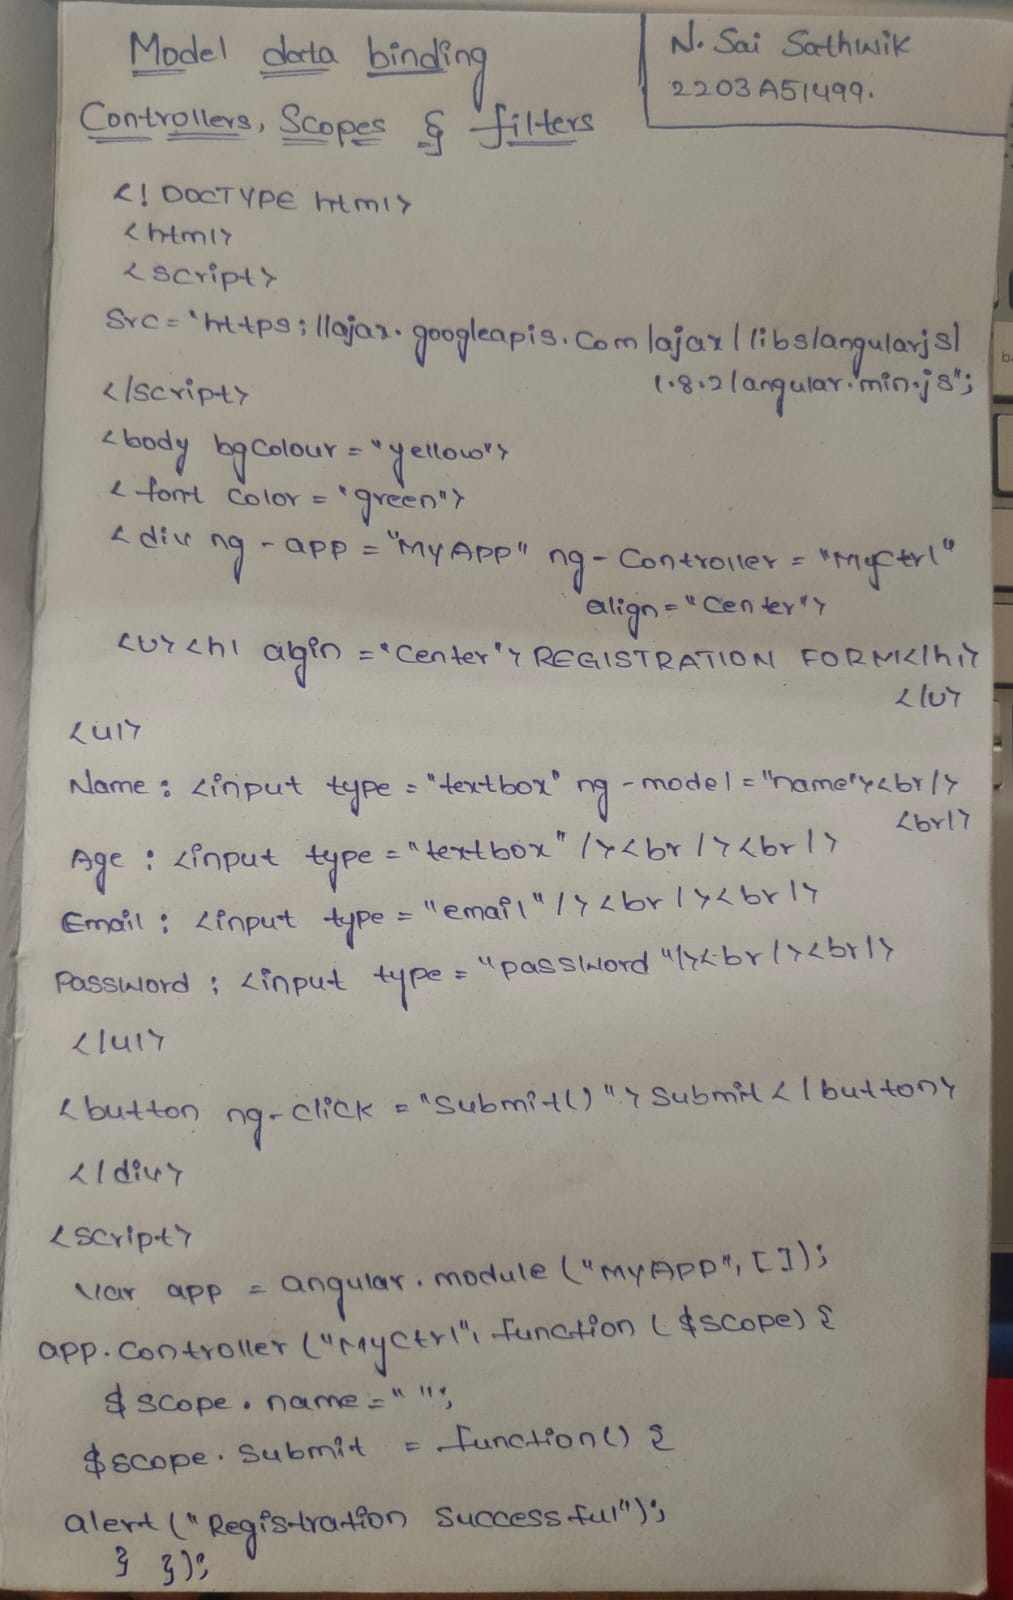 Model data binding
Controllers, Scopes & filters
N. Sai Sathwik
2203A51499.
<! DOCTYPE html>
<html>
<script>
Src = "https://ajax.googleapis.com/ajax/libs/angularjs/
1.8.2/angular.min.js";
</script>
<body bgColour = "yellow">
<font color = "green">
<div ng-app = "MyAPP" ng-Controller = "MyCtrl"
align = "Center">
<u><h1 algin = "Center"> REGISTRATION FORM</h1>
</u>
<ul>
Name : <input type = "textbox" ng-model = "name"><br/>
<br/>
Age : <input type = "textbox" /><br/><br/>
Email : <input type = "email" /><br/><br/>
Password : <input type = "password"/><br/><br/>
</ul>
<button ng-click = "Submit()"> Submit </button>
</div>
<script>
Var app = angular.module ("MyAPP", []);
app.controller ("MyCtrl", function ($scope) {
$scope.name = " ";
$scope.Submit = function() {
alert ("Registration Successful");
} });